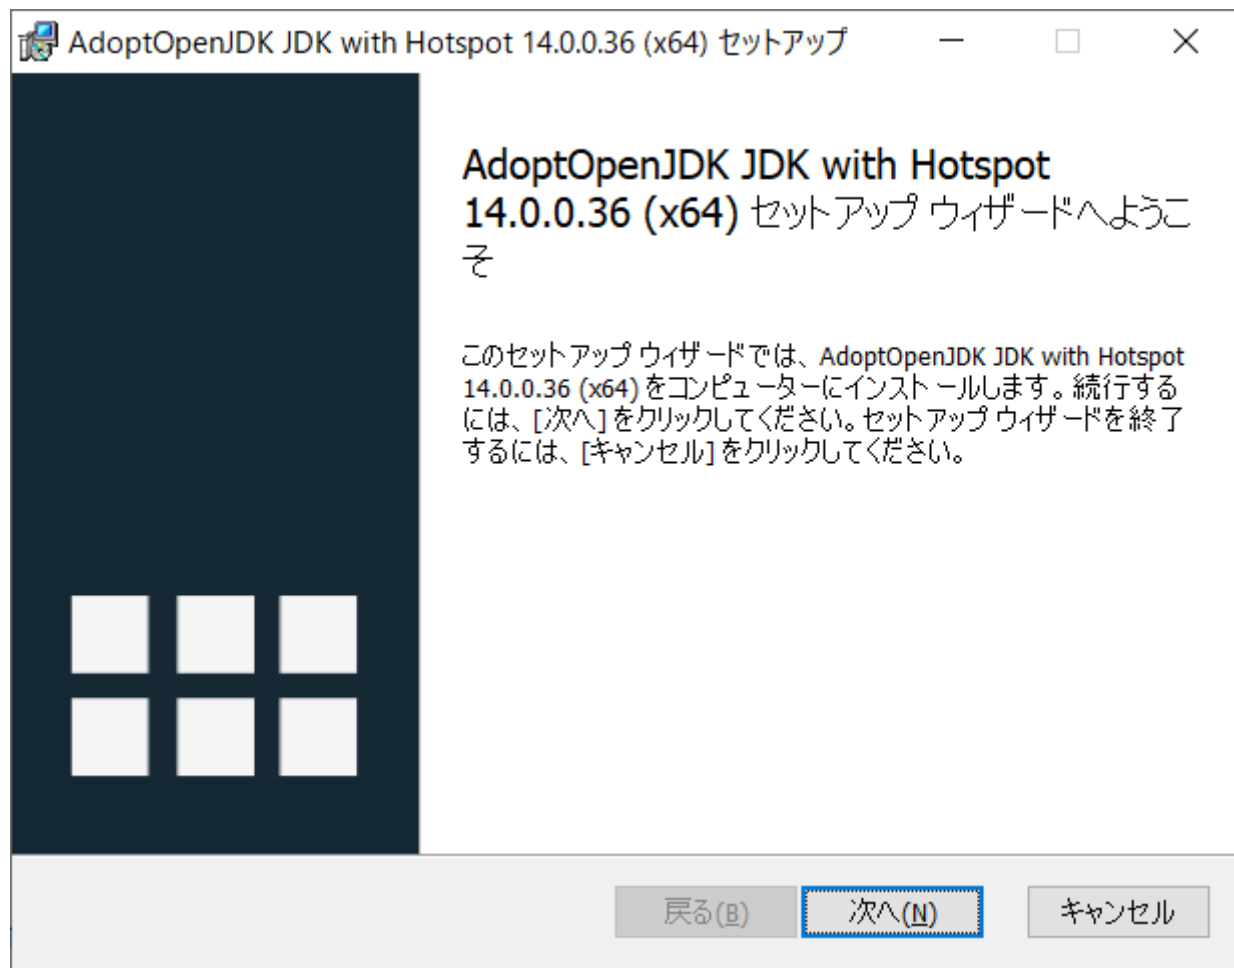 AdoptOpenJDK JDK with Hotspot 14.0.0.36 (x64) セットアップ
AdoptOpenJDK JDK with Hotspot
14.0.0.36 (x64) セットアップ ウィザードへようこ
そ
このセットアップ ウィザードでは、AdoptOpenJDK JDK with Hotspot
14.0.0.36 (x64) をコンピューターにインストールします。続行する
には、[次へ] をクリックしてください。セットアップ ウィザードを終了
するには、[キャンセル] をクリックしてください。
戻る(B) 次へ(N) キャンセル